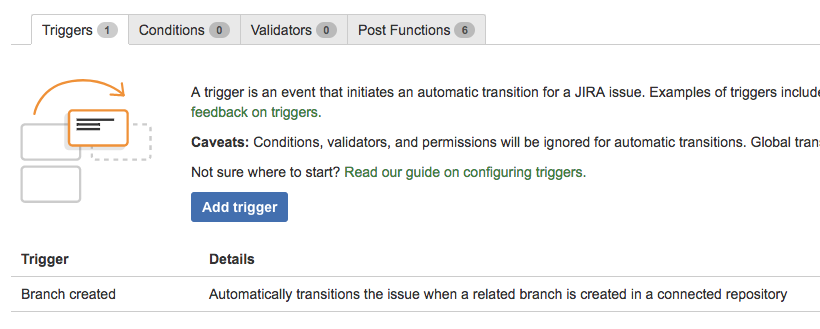 Triggers 1 Conditions 0 Validators 0 Post Functions 6
A trigger is an event that initiates an automatic transition for a JIRA issue. Examples of triggers include
feedback on triggers.
Caveats: Conditions, validators, and permissions will be ignored for automatic transitions. Global tran
Not sure where to start? Read our guide on configuring triggers.
Add trigger
Trigger Details
Branch created Automatically transitions the issue when a related branch is created in a connected repository